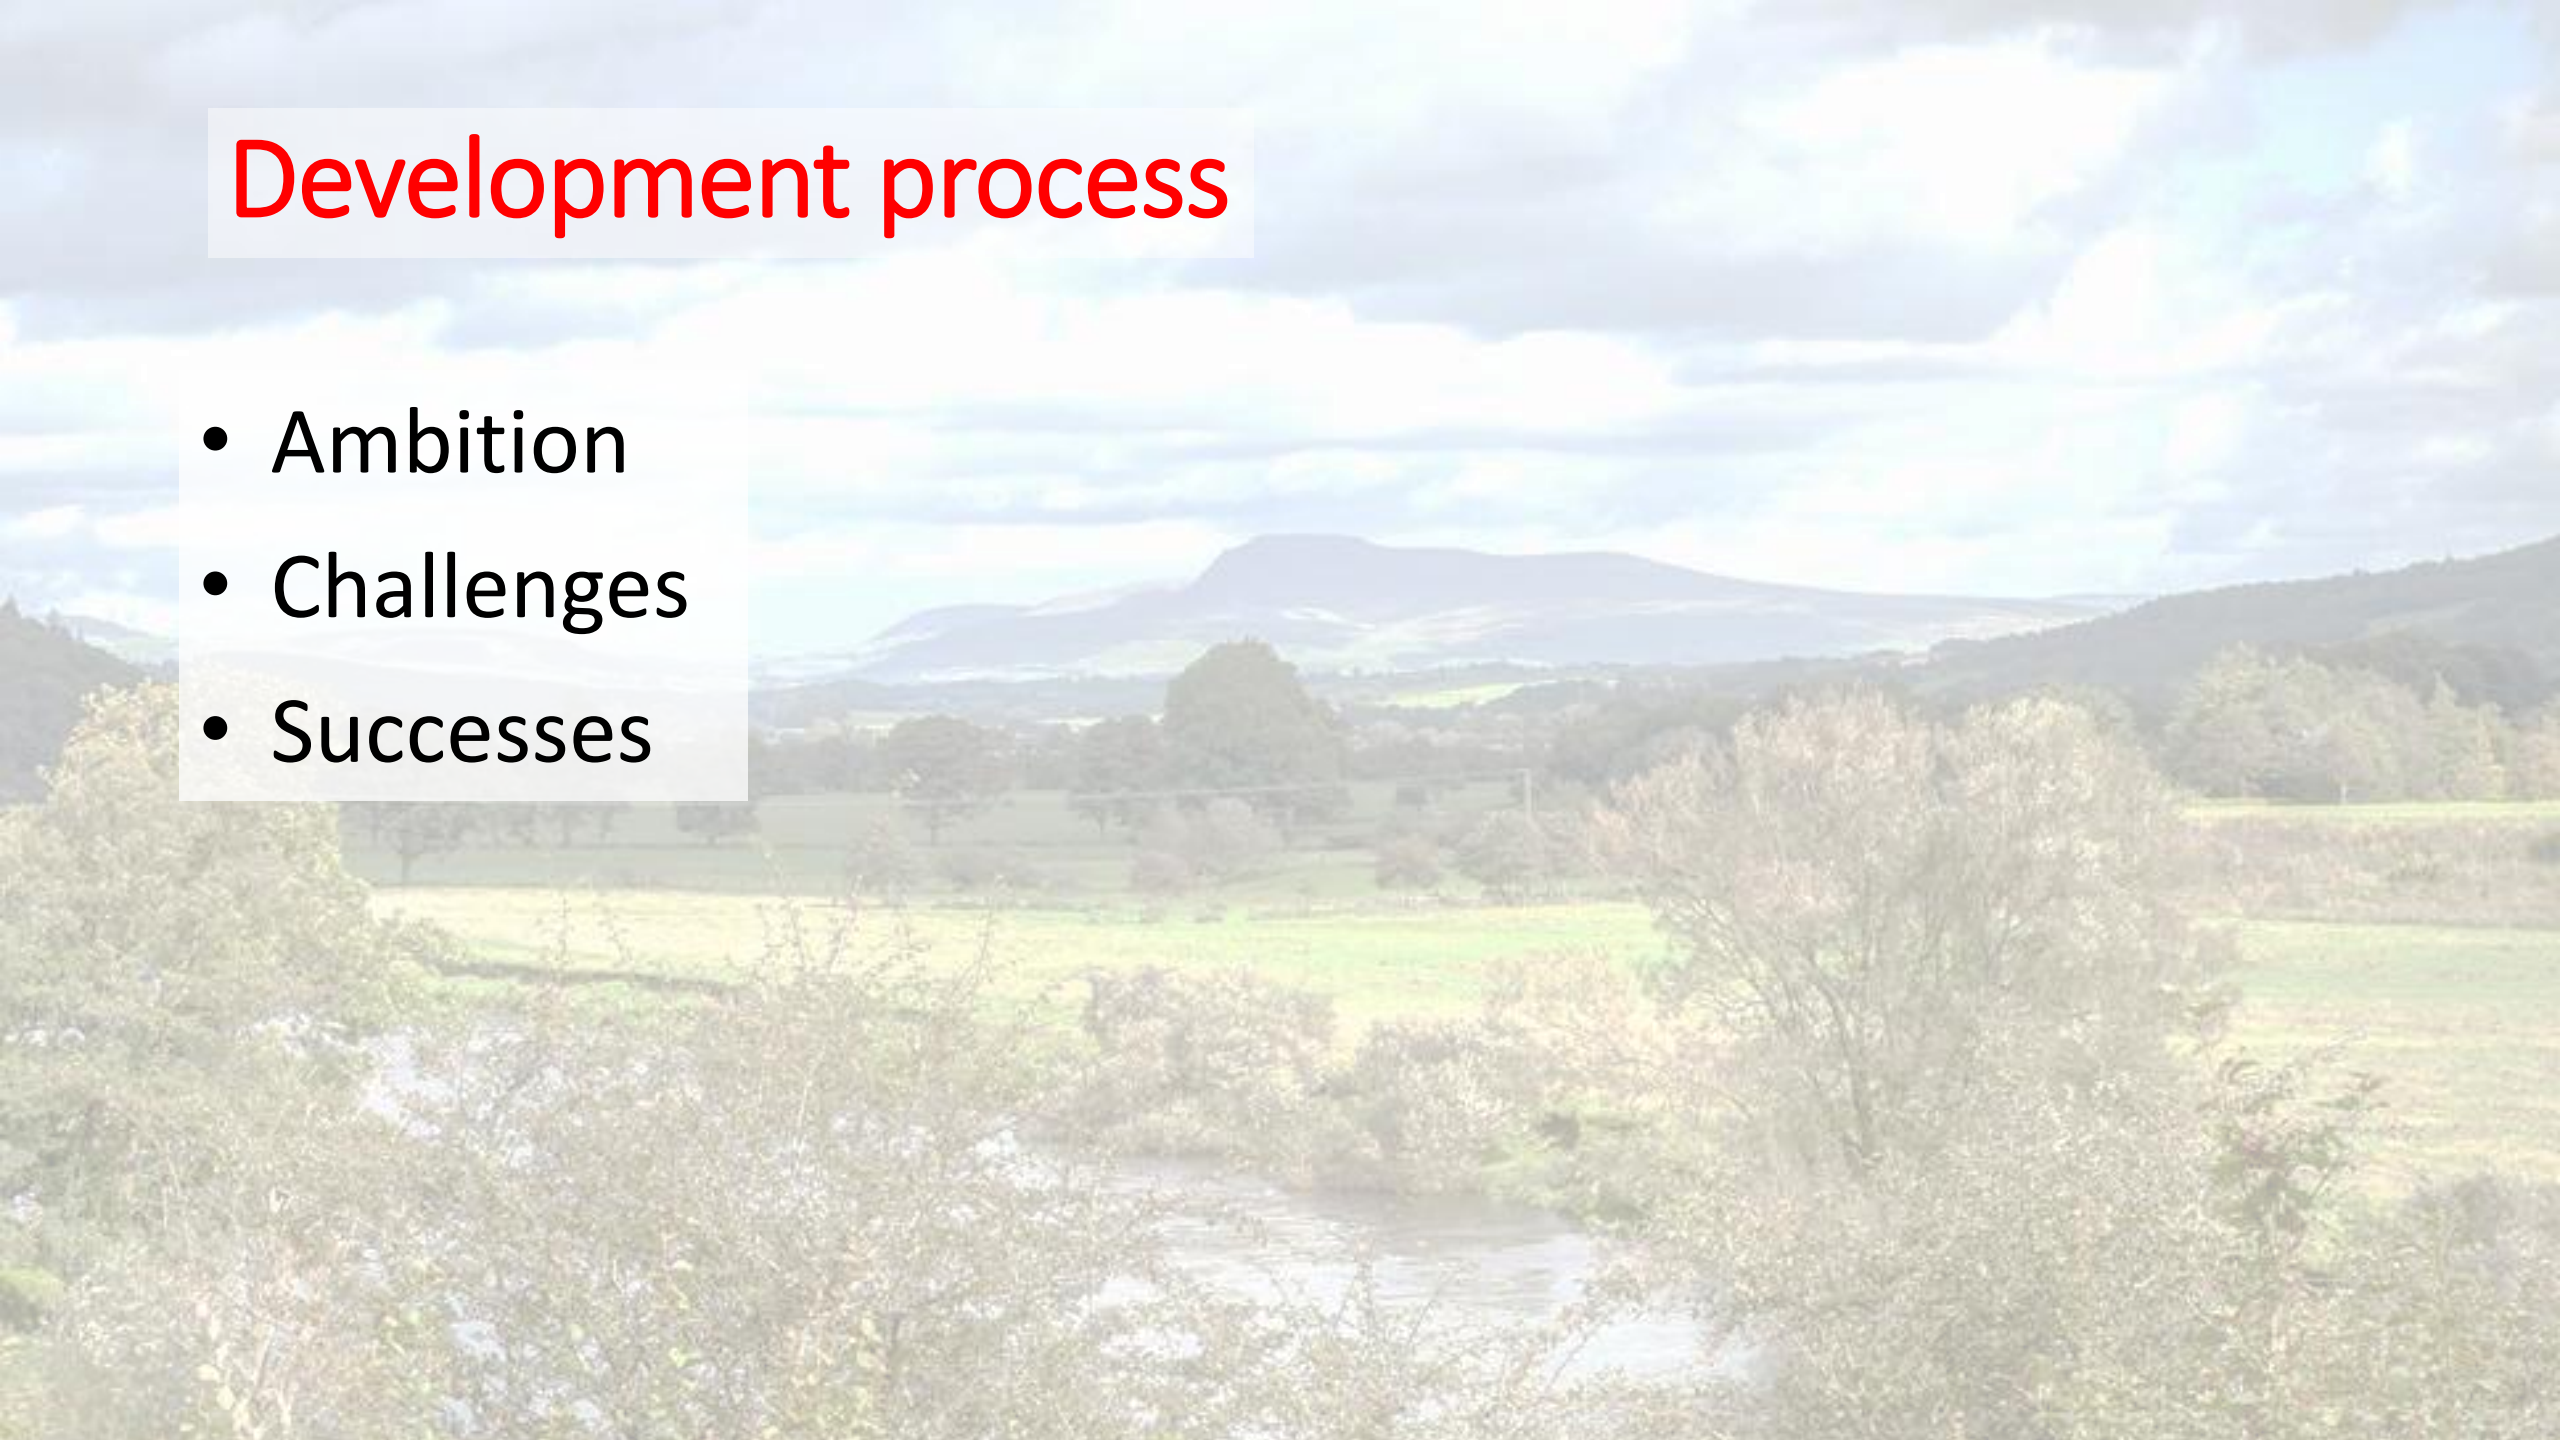 Development process
• Ambition
• Challenges
• Successes